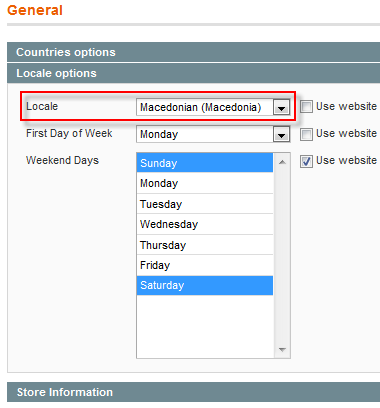 General
Countries options
Locale options
Locale Macedonian (Macedonia) Use website
First Day of Week Monday Use website
Weekend Days Sunday Use website
Monday
Tuesday
Wednesday
Thursday
Friday
Saturday
Store Information